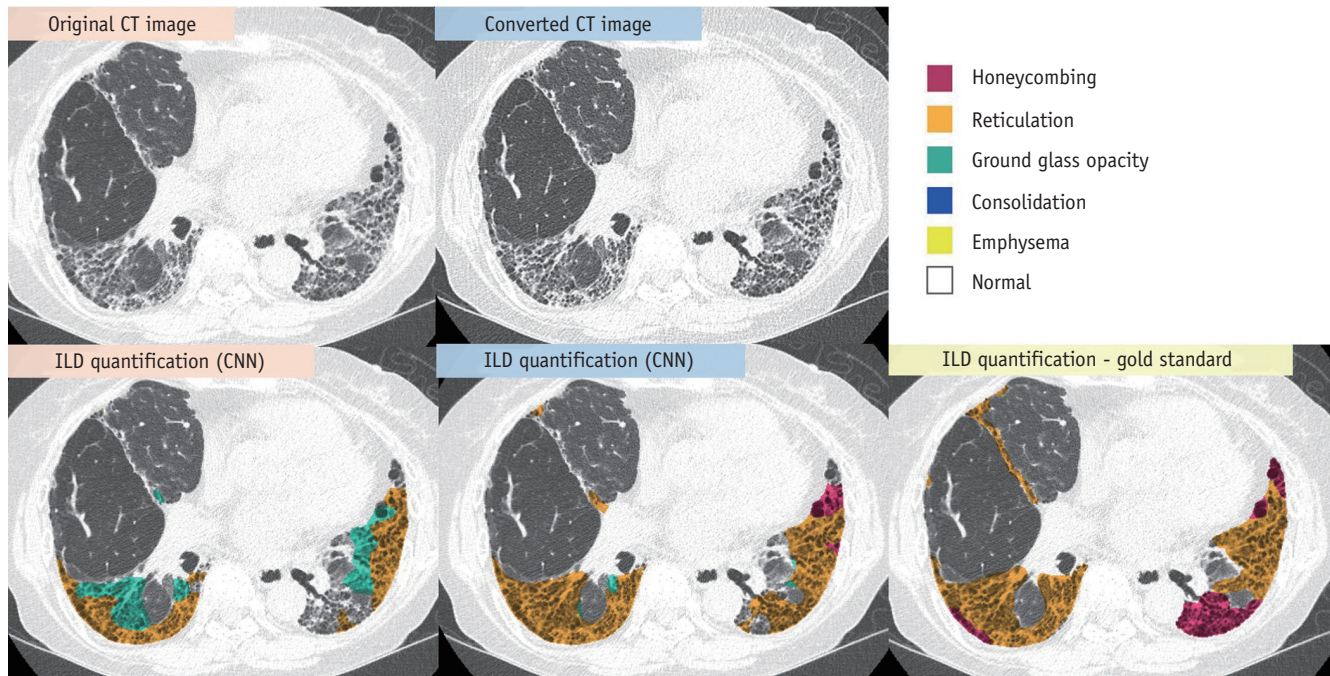 Original CT image
Converted CT image
Honeycombing
Reticulation
Ground glass opacity
Consolidation
Emphysema
Normal
ILD quantification (CNN)
ILD quantification (CNN)
ILD quantification - gold standard